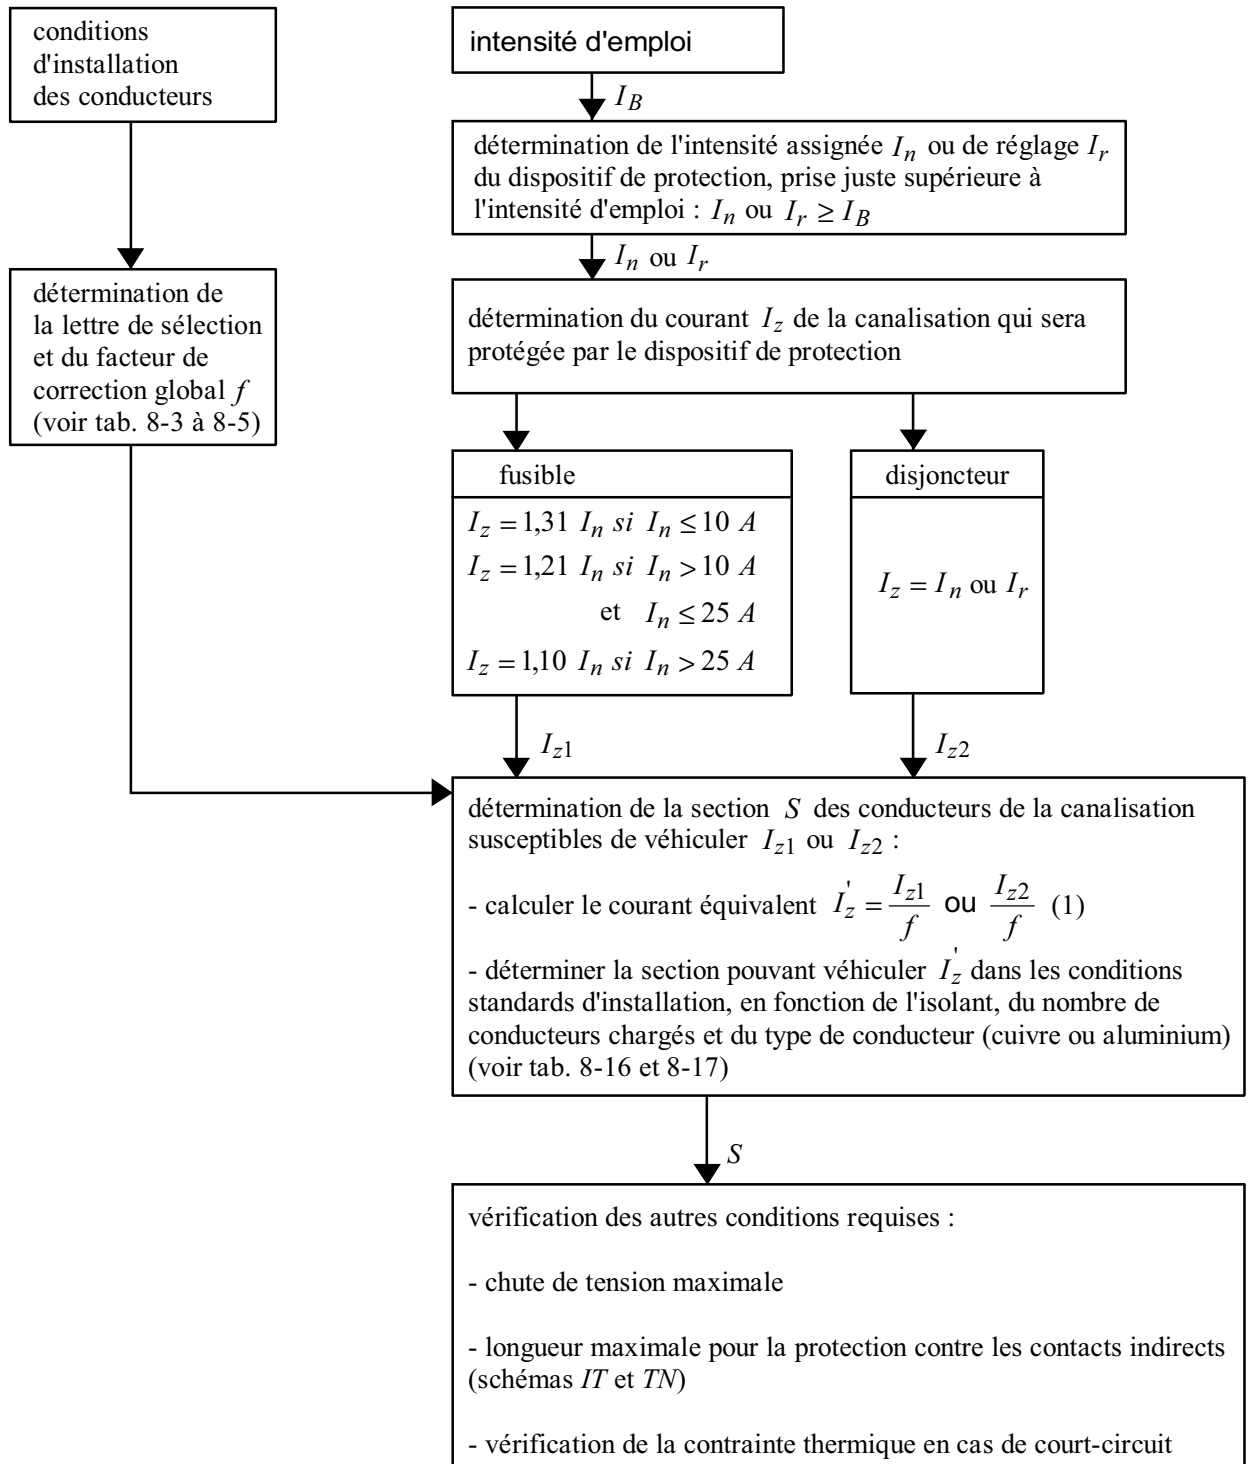 conditions
d'installation
des conducteurs
intensité d'emploi
I_B
détermination de l'intensité assignée I_n ou de réglage I_r
du dispositif de protection, prise juste supérieure à
l'intensité d'emploi : I_n ou I_r ≥ I_B
I_n ou I_r
détermination de
la lettre de sélection
et du facteur de
correction global f
(voir tab. 8-3 à 8-5)
détermination du courant I_z de la canalisation qui sera
protégée par le dispositif de protection
fusible
I_z = 1,31 I_n si I_n ≤ 10 A
I_z = 1,21 I_n si I_n > 10 A
et I_n ≤ 25 A
I_z = 1,10 I_n si I_n > 25 A
disjoncteur
I_z = I_n ou I_r
I_z1
I_z2
détermination de la section S des conducteurs de la canalisation
susceptibles de véhiculer I_z1 ou I_z2 :
- calculer le courant équivalent I_z' = I_z1/f ou I_z2/f (1)
- déterminer la section pouvant véhiculer I_z' dans les conditions
standards d'installation, en fonction de l'isolant, du nombre de
conducteurs chargés et du type de conducteur (cuivre ou aluminium)
(voir tab. 8-16 et 8-17)
S
vérification des autres conditions requises :
- chute de tension maximale
- longueur maximale pour la protection contre les contacts indirects
(schémas IT et TN)
- vérification de la contrainte thermique en cas de court-circuit